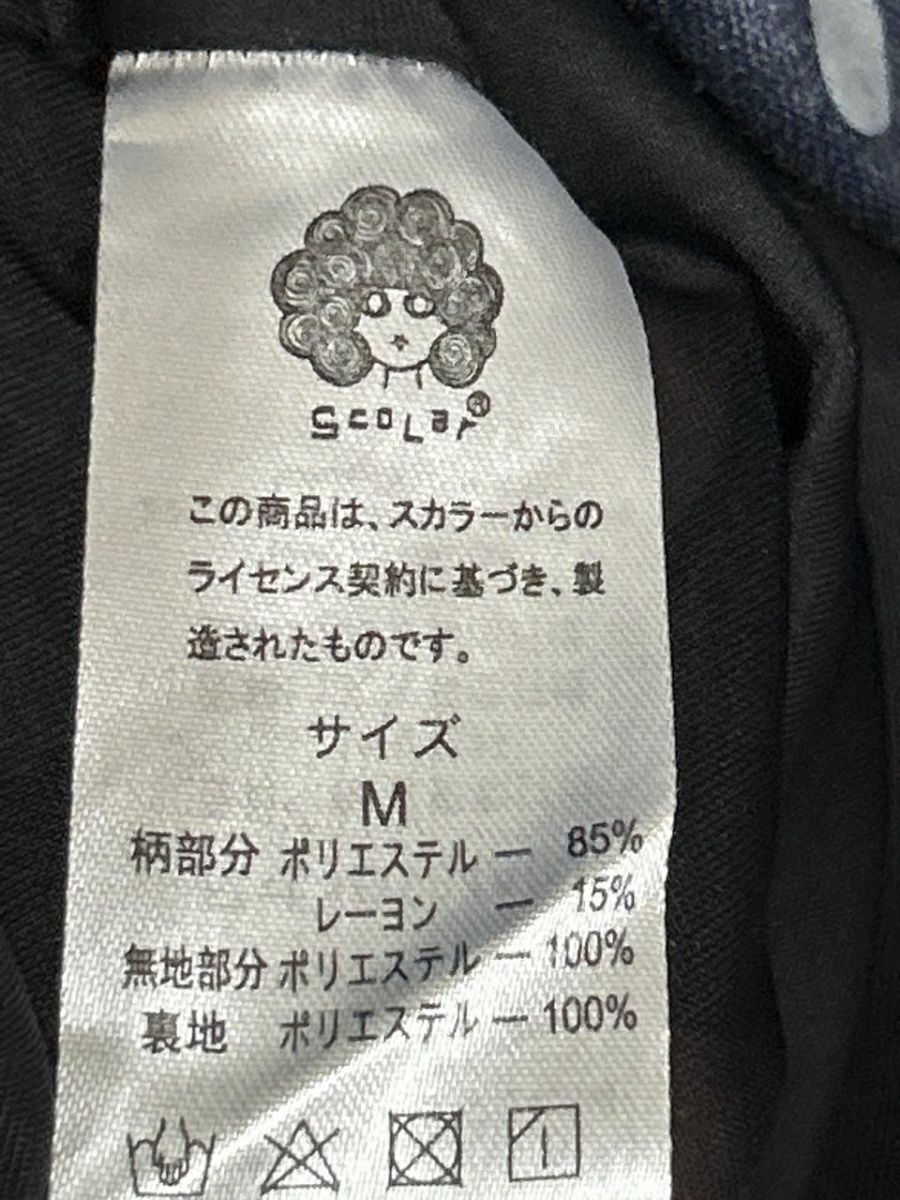 ScoLar®
この商品は、スカラーからの
ライセンス契約に基づき、製
造されたものです。
サイズ
M
柄部分 ポリエステル ー 85%
レーヨン ー 15%
無地部分 ポリエステル ー 100%
裏地 ポリエステル ー 100%